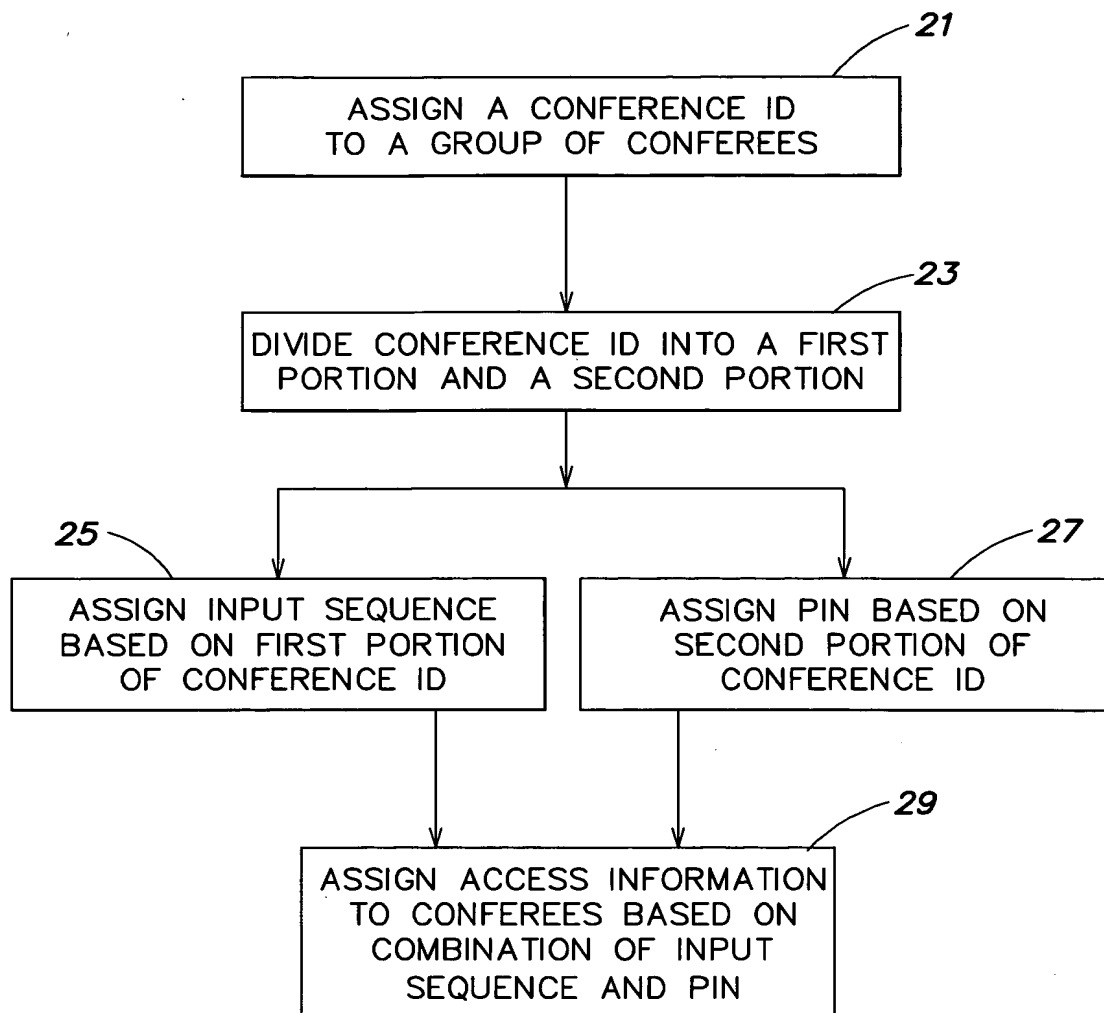 21
ASSIGN A CONFERENCE ID
TO A GROUP OF CONFEREES
23
DIVIDE CONFERENCE ID INTO A FIRST
PORTION AND A SECOND PORTION
25
ASSIGN INPUT SEQUENCE
BASED ON FIRST PORTION
OF CONFERENCE ID
27
ASSIGN PIN BASED ON
SECOND PORTION OF
CONFERENCE ID
29
ASSIGN ACCESS INFORMATION
TO CONFEREES BASED ON
COMBINATION OF INPUT
SEQUENCE AND PIN